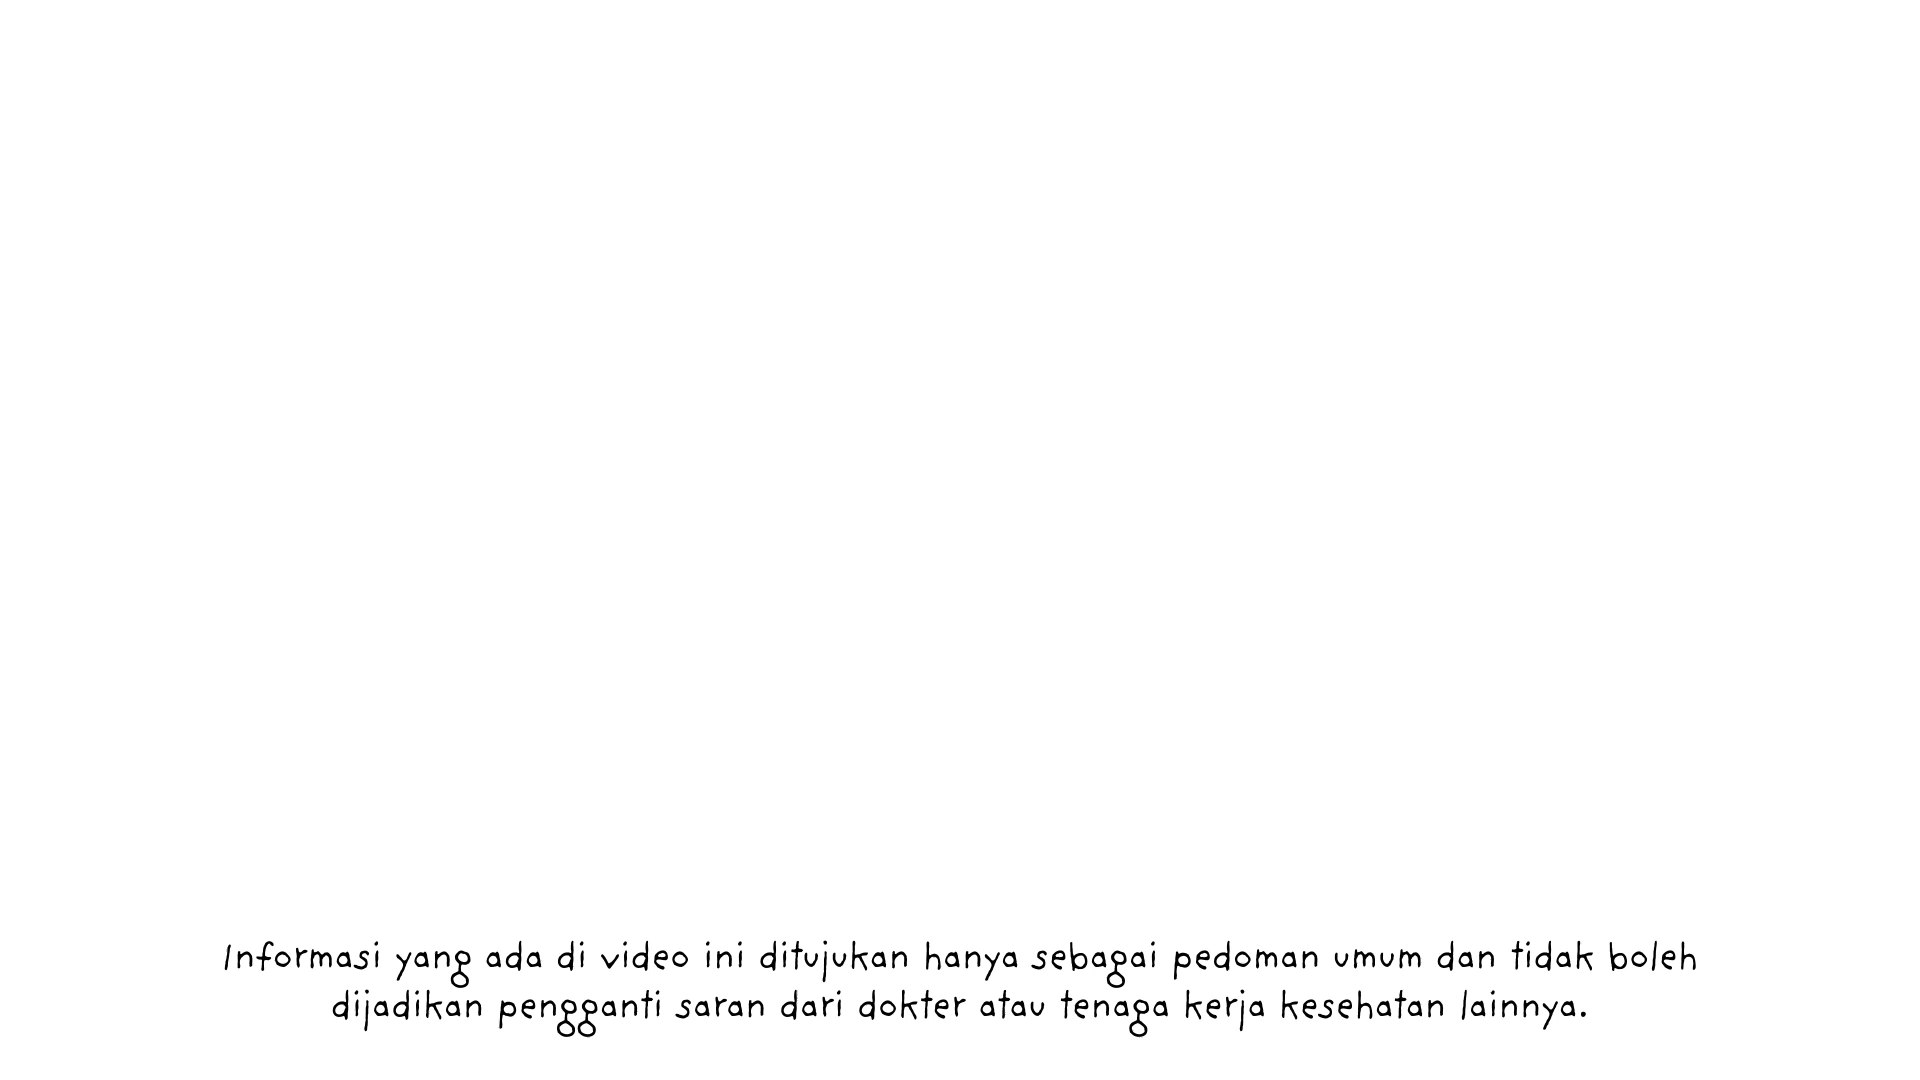 Informasi yang ada di video ini ditujukan hanya sebagai pedoman umum dan tidak boleh
dijadikan pengganti saran dari dokter atau tenaga kerja kesehatan lainnya.